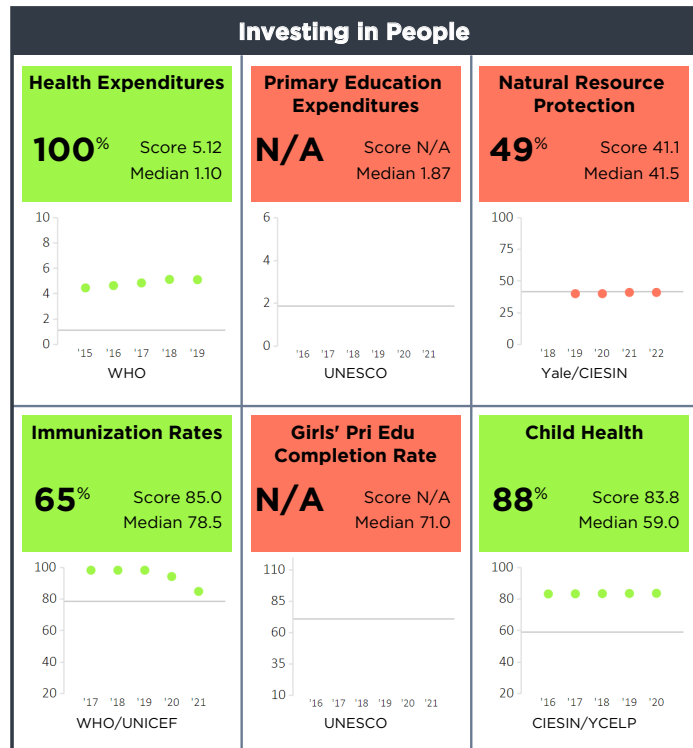 Investing in People
Health Expenditures
100%
Score 5.12
Median 1.10
10
8
6
4
2
0
'15 '16 '17 '18 '19
WHO
Primary Education
Expenditures
N/A
Score N/A
Median 1.87
6
4
2
0
'16 '17 '18 '19 '20 '21
UNESCO
Natural Resource
Protection
49%
Score 41.1
Median 41.5
100
75
50
25
0
'18 '19 '20 '21 '22
Yale/CIESIN
Immunization Rates
65%
Score 85.0
Median 78.5
100
80
60
40
20
'17 '18 '19 '20 '21
WHO/UNICEF
Girls' Pri Edu
Completion Rate
N/A
Score N/A
Median 71.0
110
85
60
35
10
'16 '17 '18 '19 '20 '21
UNESCO
Child Health
88%
Score 83.8
Median 59.0
100
80
60
40
20
'16 '17 '18 '19 '20
CIESIN/YCELP